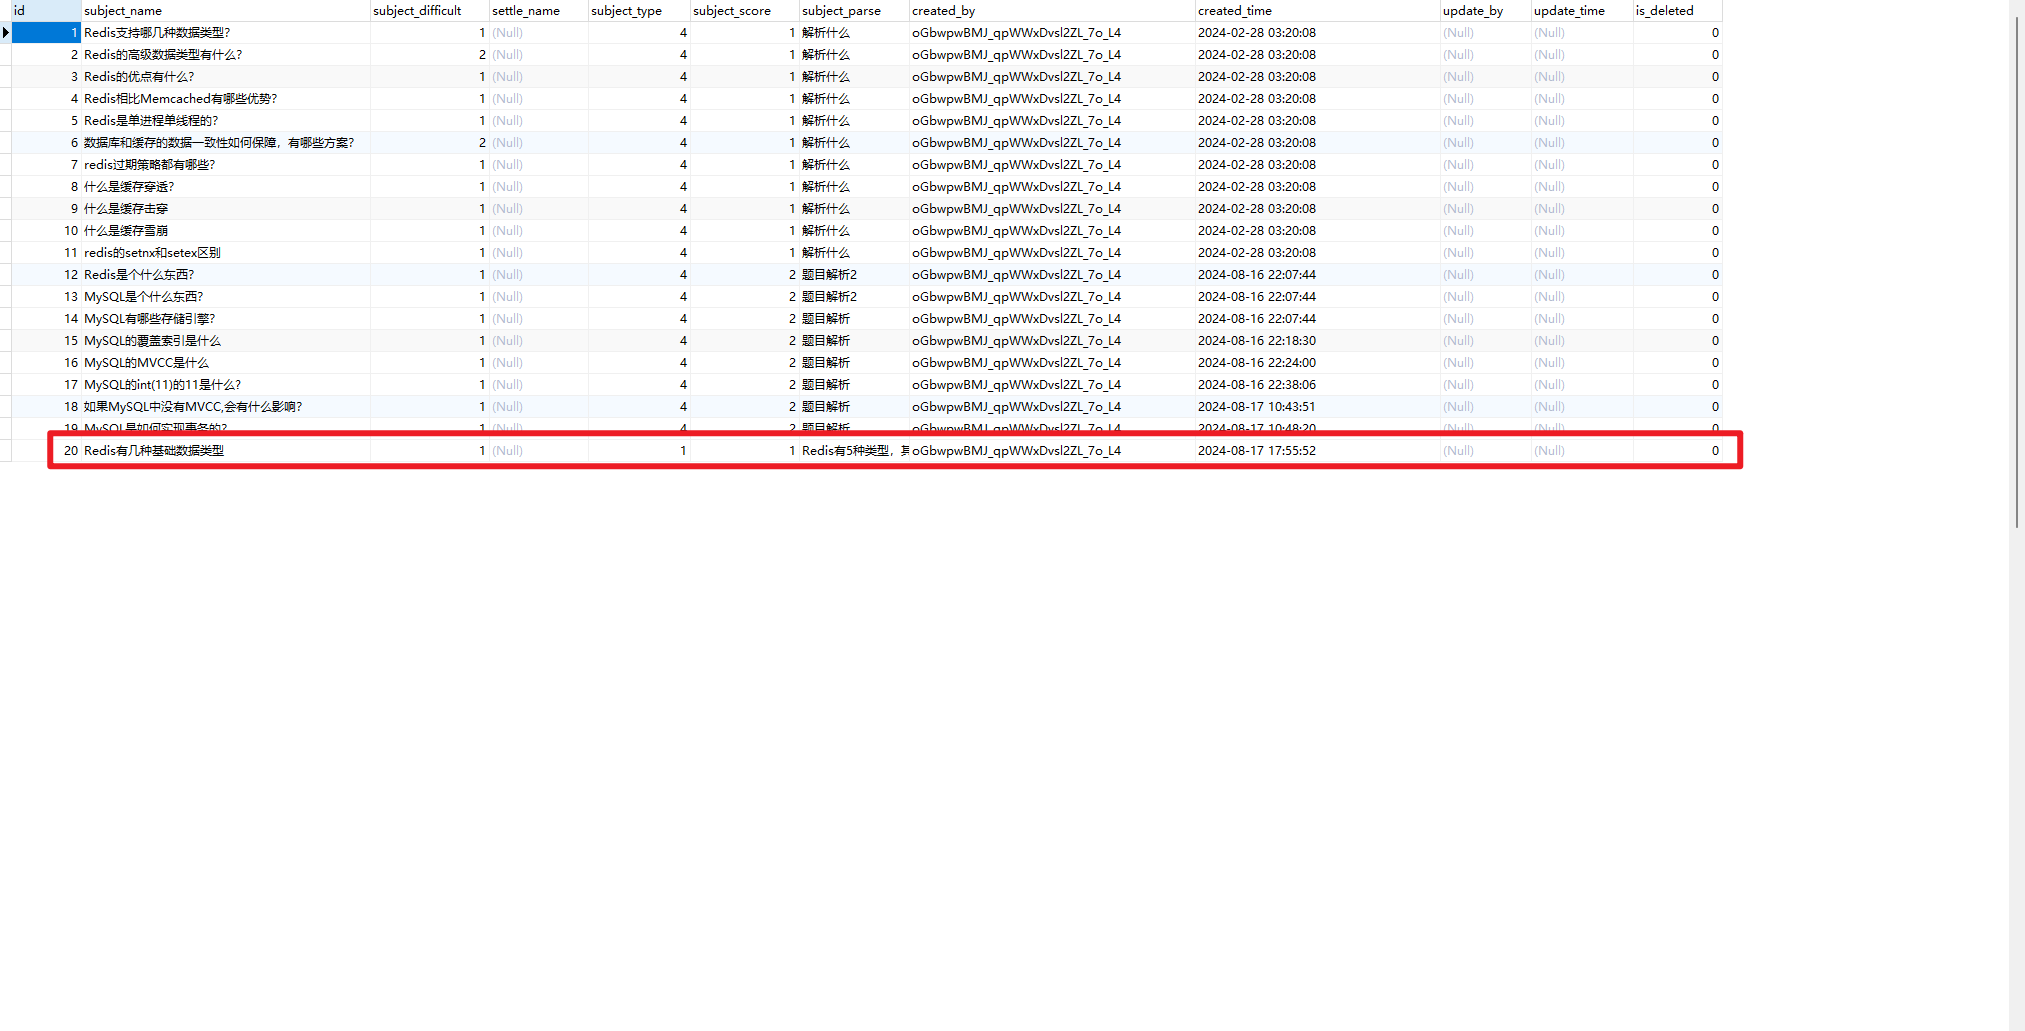 id subject_name subject_difficult settle_name subject_type subject_score subject_parse created_by created_time update_by update_time is_deleted
1 Redis支持哪几种数据类型? 1 (Null) 4 1 解析什么 oGbwpwBMJ_qpWWxDvsl2ZL_7o_L4 2024-02-28 03:20:08 (Null) (Null) 0
2 Redis的高级数据类型有什么? 2 (Null) 4 1 解析什么 oGbwpwBMJ_qpWWxDvsl2ZL_7o_L4 2024-02-28 03:20:08 (Null) (Null) 0
3 Redis的优点有什么? 1 (Null) 4 1 解析什么 oGbwpwBMJ_qpWWxDvsl2ZL_7o_L4 2024-02-28 03:20:08 (Null) (Null) 0
4 Redis相比Memcached有哪些优势? 1 (Null) 4 1 解析什么 oGbwpwBMJ_qpWWxDvsl2ZL_7o_L4 2024-02-28 03:20:08 (Null) (Null) 0
5 Redis是单进程单线程的? 1 (Null) 4 1 解析什么 oGbwpwBMJ_qpWWxDvsl2ZL_7o_L4 2024-02-28 03:20:08 (Null) (Null) 0
6 数据库和缓存的数据一致性如何保障，有哪些方案? 2 (Null) 4 1 解析什么 oGbwpwBMJ_qpWWxDvsl2ZL_7o_L4 2024-02-28 03:20:08 (Null) (Null) 0
7 redis过期策略都有哪些? 1 (Null) 4 1 解析什么 oGbwpwBMJ_qpWWxDvsl2ZL_7o_L4 2024-02-28 03:20:08 (Null) (Null) 0
8 什么是缓存穿透? 1 (Null) 4 1 解析什么 oGbwpwBMJ_qpWWxDvsl2ZL_7o_L4 2024-02-28 03:20:08 (Null) (Null) 0
9 什么是缓存击穿 1 (Null) 4 1 解析什么 oGbwpwBMJ_qpWWxDvsl2ZL_7o_L4 2024-02-28 03:20:08 (Null) (Null) 0
10 什么是缓存雪崩 1 (Null) 4 1 解析什么 oGbwpwBMJ_qpWWxDvsl2ZL_7o_L4 2024-02-28 03:20:08 (Null) (Null) 0
11 redis的setnx和setex区别 1 (Null) 4 1 解析什么 oGbwpwBMJ_qpWWxDvsl2ZL_7o_L4 2024-02-28 03:20:08 (Null) (Null) 0
12 Redis是个什么东西? 1 (Null) 4 2 题目解析2 oGbwpwBMJ_qpWWxDvsl2ZL_7o_L4 2024-08-16 22:07:44 (Null) (Null) 0
13 MySQL是个什么东西? 1 (Null) 4 2 题目解析2 oGbwpwBMJ_qpWWxDvsl2ZL_7o_L4 2024-08-16 22:07:44 (Null) (Null) 0
14 MySQL有哪些存储引擎? 1 (Null) 4 2 题目解析 oGbwpwBMJ_qpWWxDvsl2ZL_7o_L4 2024-08-16 22:07:44 (Null) (Null) 0
15 MySQL的覆盖索引是什么 1 (Null) 4 2 题目解析 oGbwpwBMJ_qpWWxDvsl2ZL_7o_L4 2024-08-16 22:18:30 (Null) (Null) 0
16 MySQL的MVCC是什么 1 (Null) 4 2 题目解析 oGbwpwBMJ_qpWWxDvsl2ZL_7o_L4 2024-08-16 22:24:00 (Null) (Null) 0
17 MySQL的int(11)的11是什么? 1 (Null) 4 2 题目解析 oGbwpwBMJ_qpWWxDvsl2ZL_7o_L4 2024-08-16 22:38:06 (Null) (Null) 0
18 如果MySQL中没有MVCC,会有什么影响? 1 (Null) 4 2 题目解析 oGbwpwBMJ_qpWWxDvsl2ZL_7o_L4 2024-08-17 10:43:51 (Null) (Null) 0
19 MySQL是如何实现事务的? 1 (Null) 4 2 题目解析 oGbwpwBMJ_qpWWxDvsl2ZL_7o_L4 2024-08-17 10:48:20 (Null) (Null) 0
20 Redis有几种基础数据类型 1 (Null) 1 1 Redis有5种类型， oGbwpwBMJ_qpWWxDvsl2ZL_7o_L4 2024-08-17 17:55:52 (Null) (Null) 0